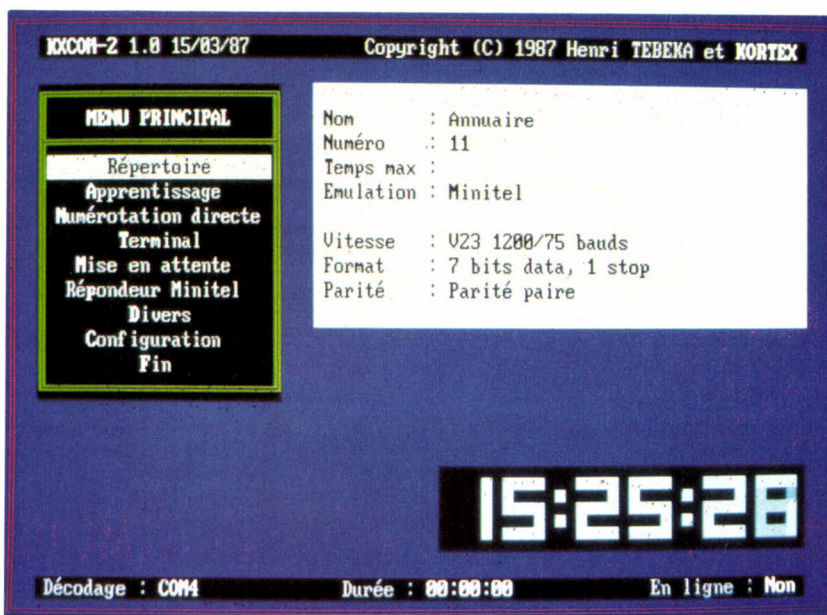 KXCOM-2 1.0 15/03/87 Copyright (C) 1987 Henri TEBEKA et KORTEX
MENU PRINCIPAL
Répertoire
Apprentissage
Numérotation directe
Terminal
Mise en attente
Répondeur Minitel
Divers
Configuration
Fin
Nom : Annuaire
Numéro : 11
Temps max :
Emulation : Minitel
Vitesse : V23 1200/75 bauds
Format : 7 bits data, 1 stop
Parité : Parité paire
15:25:28
Décodage : COM4 Durée : 00:00:00 En ligne : Non